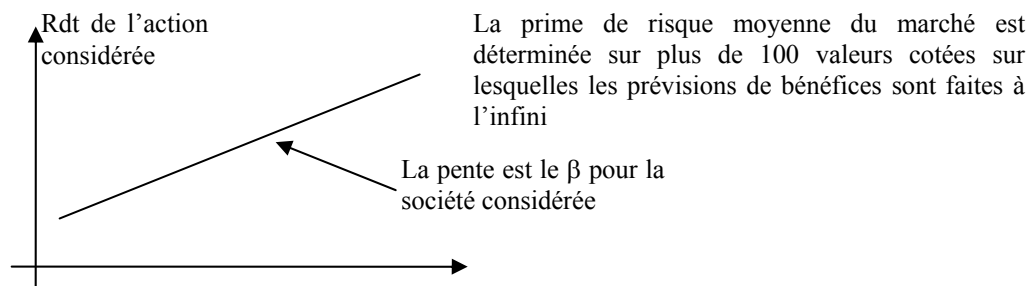 Rdt de l’action
considérée
La prime de risque moyenne du marché est
déterminée sur plus de 100 valeurs cotées sur
lesquelles les prévisions de bénéfices sont faites à
l’infini
La pente est le β pour la
société considérée